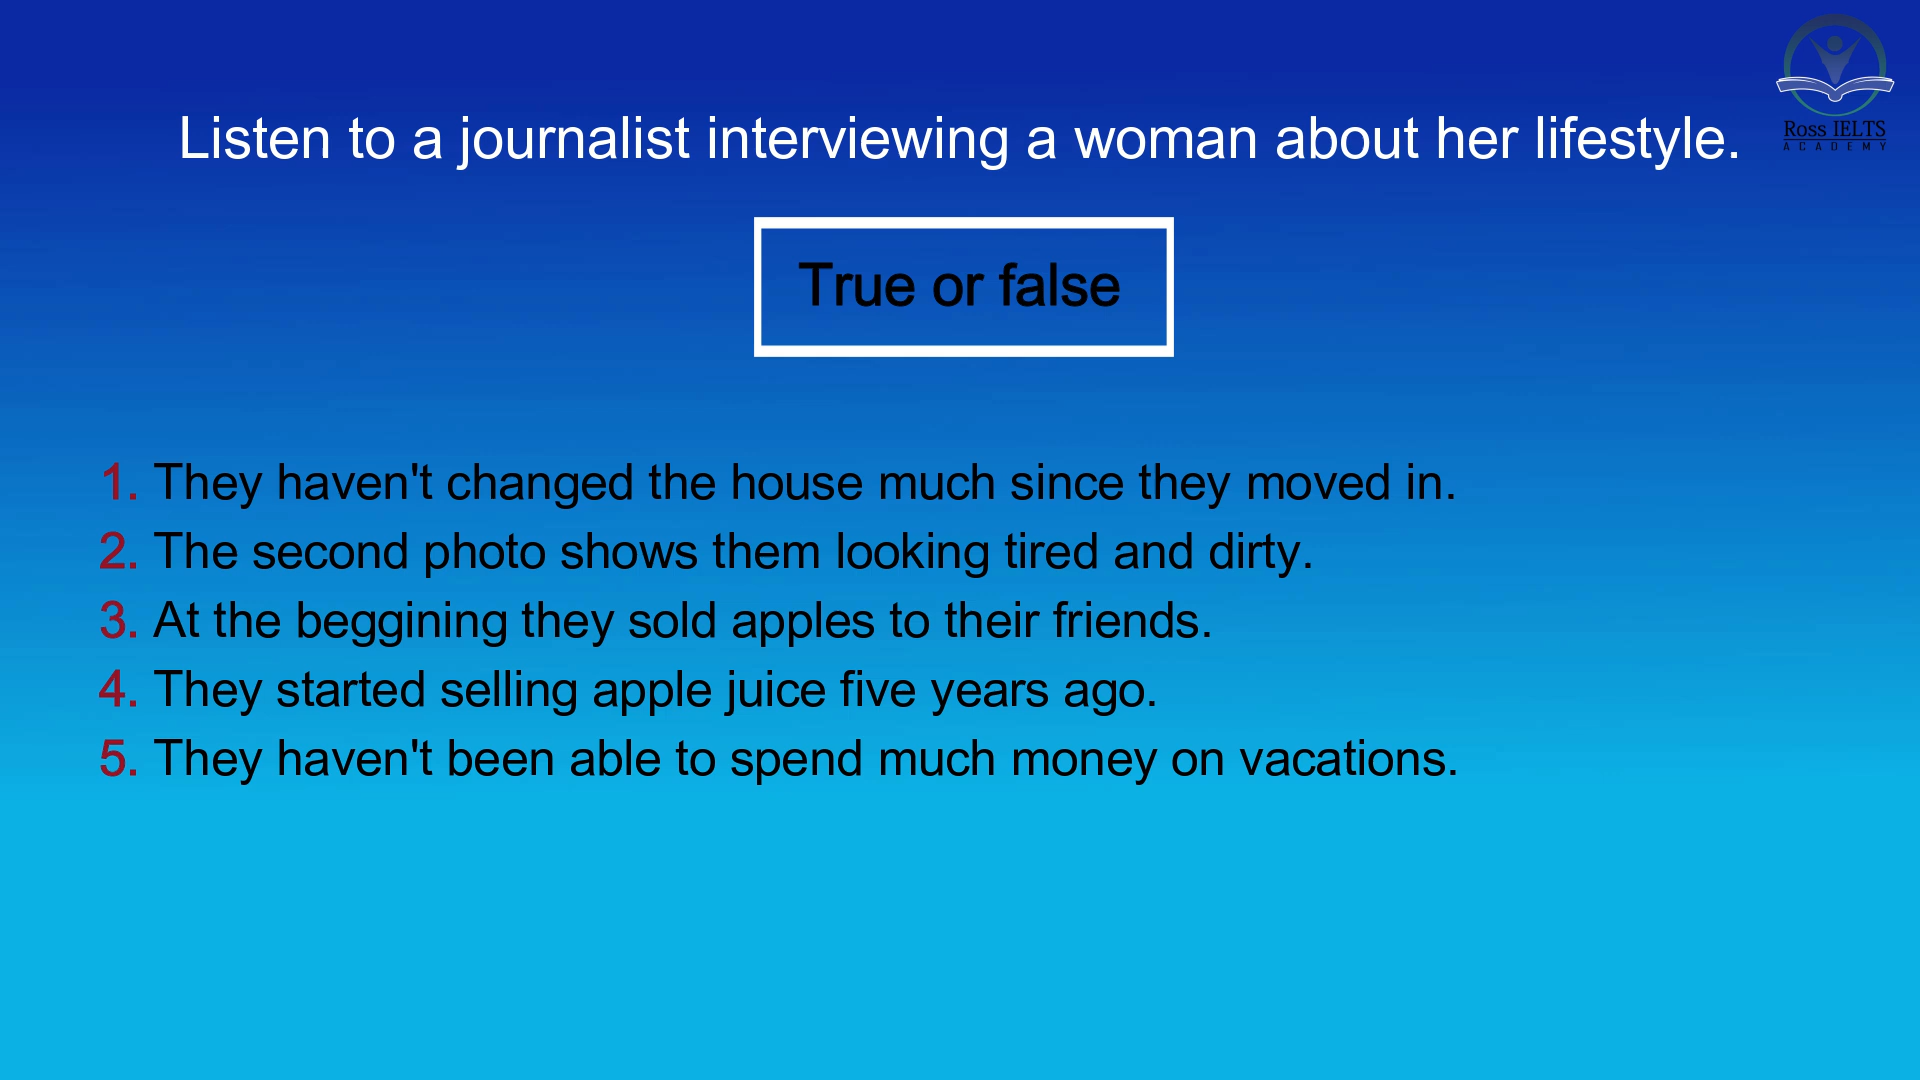 Ross IELTS
ACADEMY
Listen to a journalist interviewing a woman about her lifestyle.
True or false
1. They haven't changed the house much since they moved in.
2. The second photo shows them looking tired and dirty.
3. At the beggining they sold apples to their friends.
4. They started selling apple juice five years ago.
5. They haven't been able to spend much money on vacations.